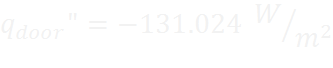 q_door" = −131.024 W/m²